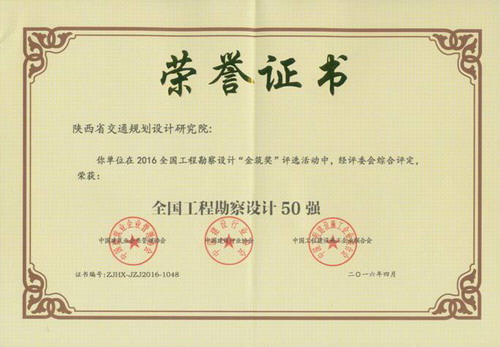 荣誉证书
陕西省交通规划设计研究院:
你单位在2016全国工程勘察设计“金筑奖”评选活动中，经评委会综合评定，
荣获:
全国工程勘察设计50强
证书编号:ZJHX-JZJ2016-1048
二〇一六年四月